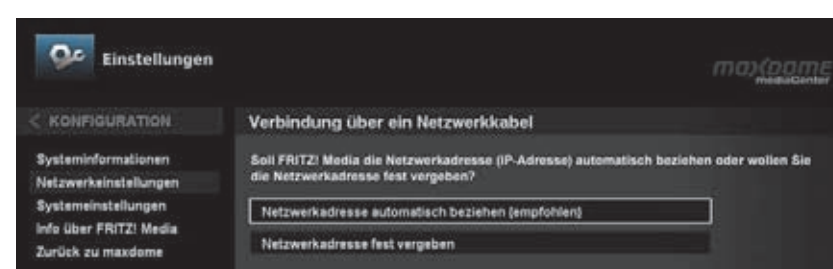 Einstellungen
maxdome
mediaCenter
< KONFIGURATION
Verbindung über ein Netzwerkkabel
Systeminformationen
Netzwerkeinstellungen
Systemeinstellungen
Info über FRITZ! Media
Zurück zu maxdome
Soll FRITZ! Media die Netzwerkadresse (IP-Adresse) automatisch beziehen oder wollen Sie
die Netzwerkadresse fest vergeben?
Netzwerkadresse automatisch beziehen (empfohlen)
Netzwerkadresse fest vergeben